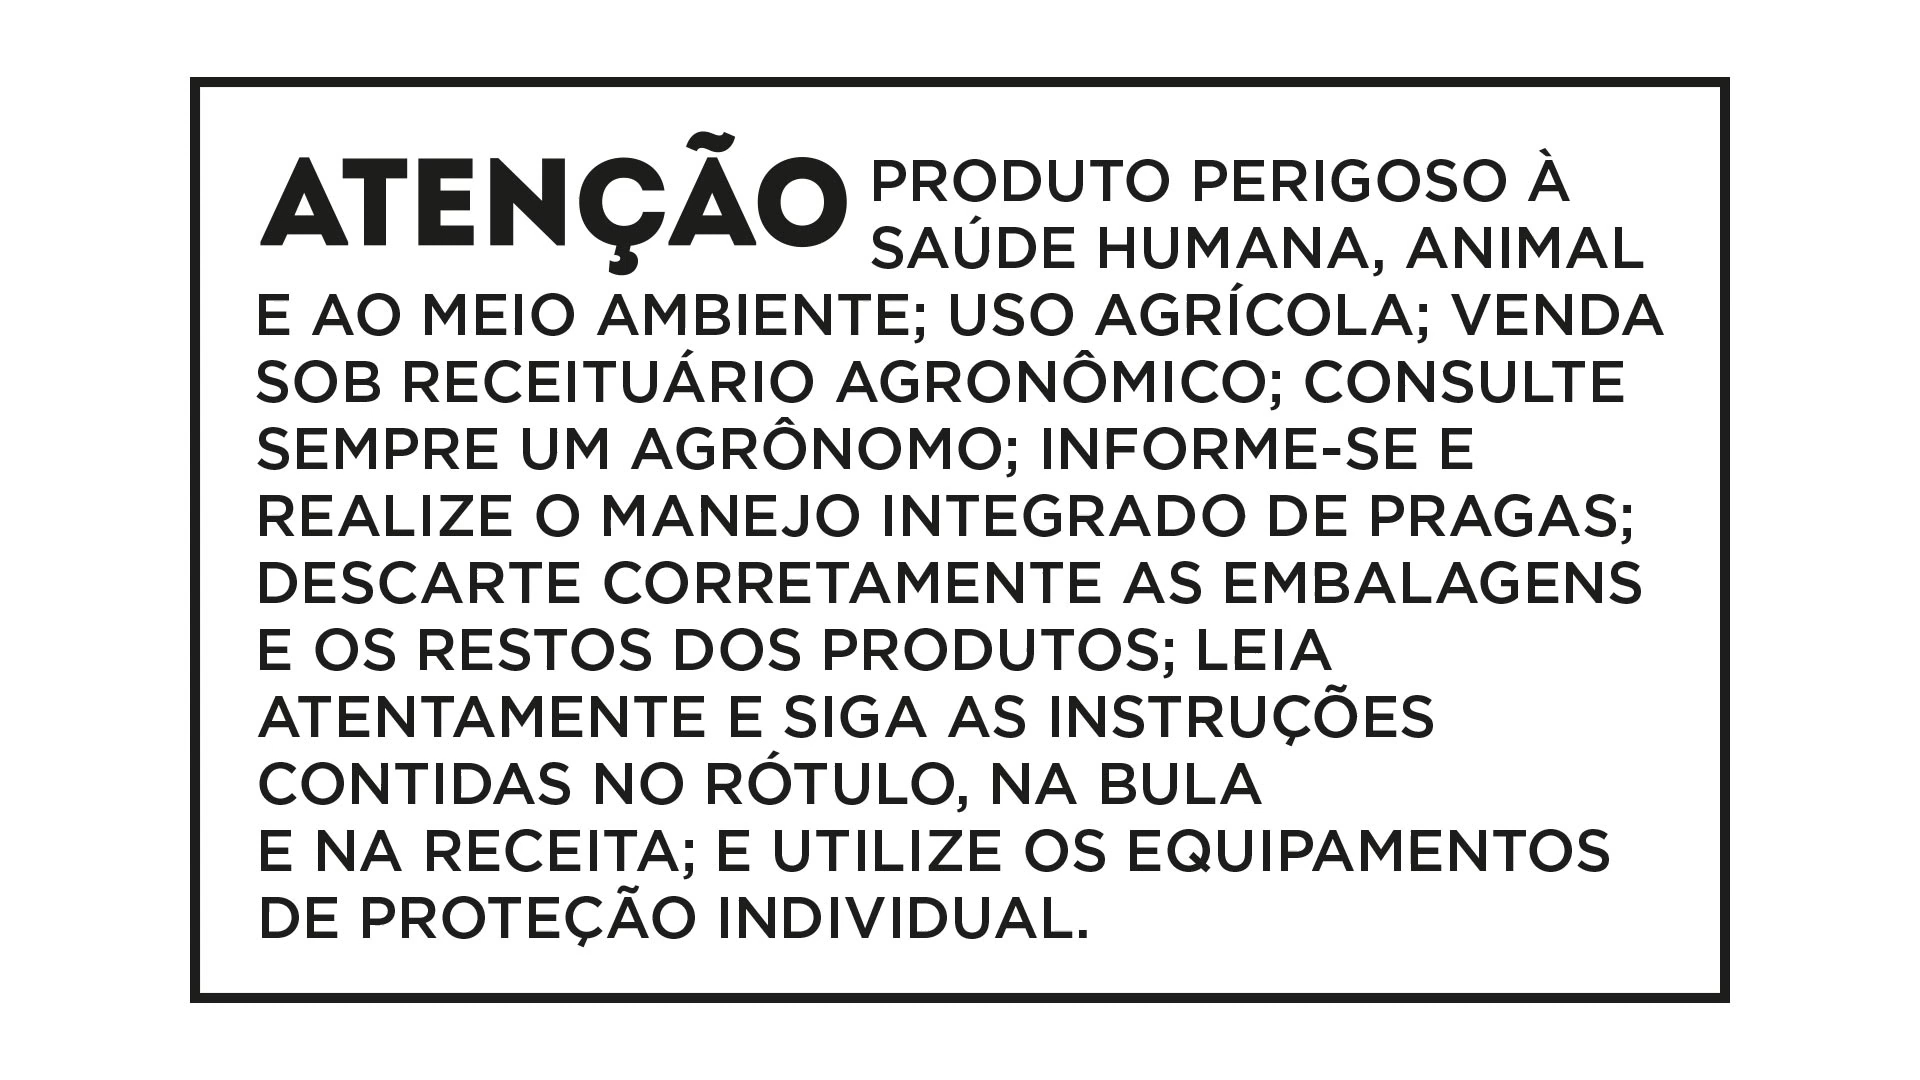 ATENÇÃO PRODUTO PERIGOSO À
SAÚDE HUMANA, ANIMAL
E AO MEIO AMBIENTE; USO AGRÍCOLA; VENDA
SOB RECEITUÁRIO AGRONÔMICO; CONSULTE
SEMPRE UM AGRÔNOMO; INFORME-SE E
REALIZE O MANEJO INTEGRADO DE PRAGAS;
DESCARTE CORRETAMENTE AS EMBALAGENS
E OS RESTOS DOS PRODUTOS; LEIA
ATENTAMENTE E SIGA AS INSTRUÇÕES
CONTIDAS NO RÓTULO, NA BULA
E NA RECEITA; E UTILIZE OS EQUIPAMENTOS
DE PROTEÇÃO INDIVIDUAL.